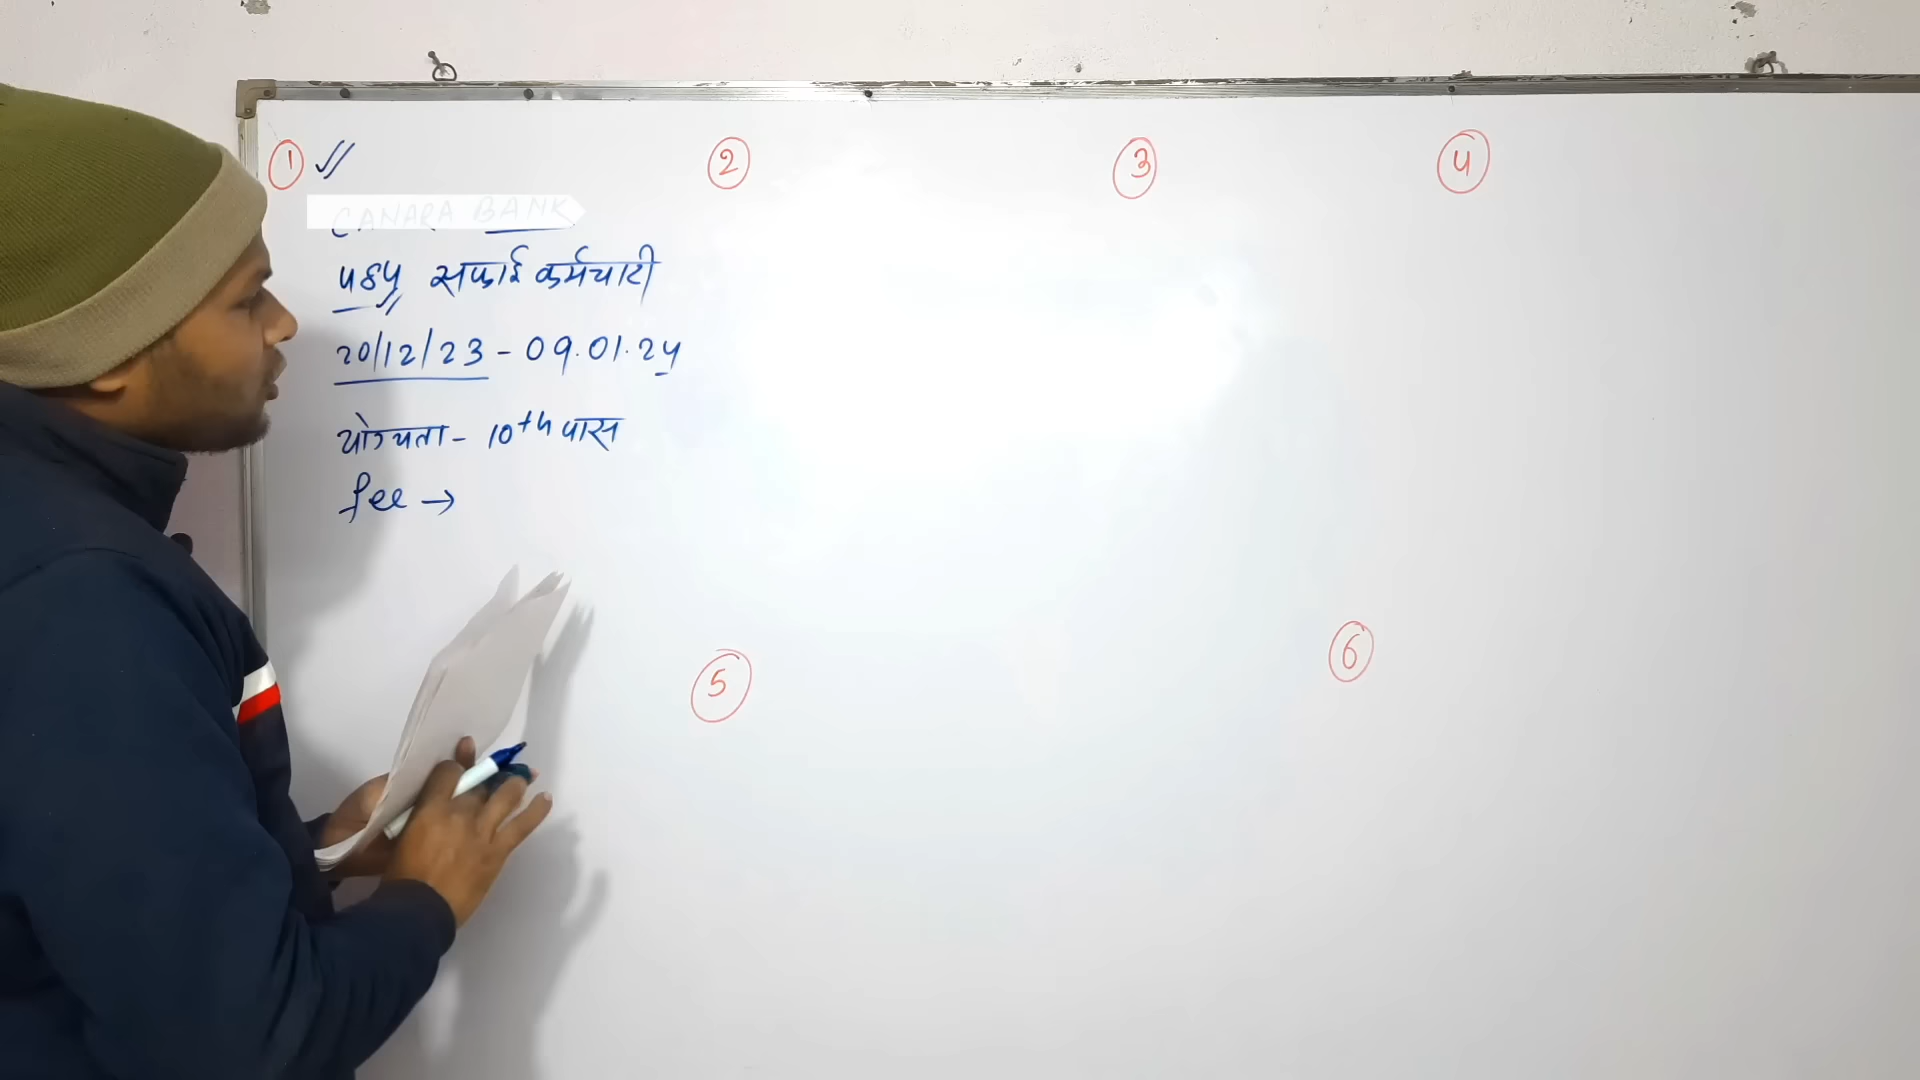 ① ② ③ ④
CANARA BANK
484 सफाई कर्मचारी
20/12/23 - 09.01.24
योग्यता - 10th पास
fee →
⑤ ⑥